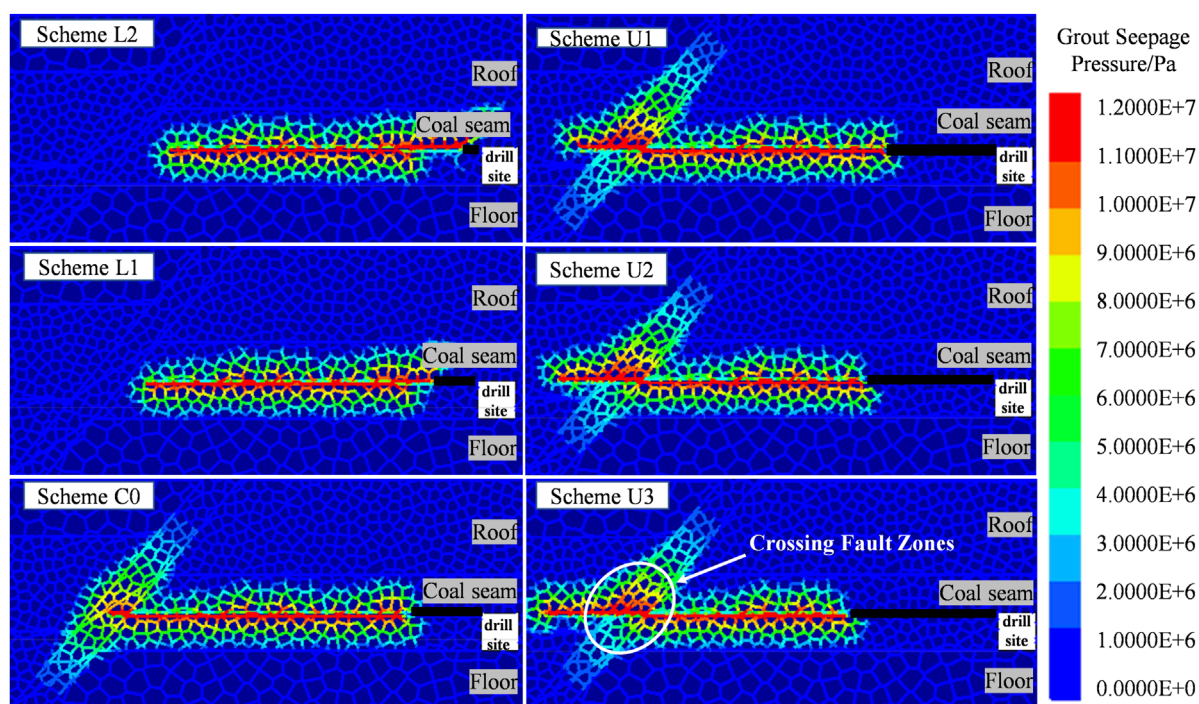 Scheme L2
Roof
Coal seam
drill
site
Floor
Scheme U1
Roof
Coal seam
drill
site
Floor
Scheme L1
Roof
Coal seam
drill
site
Floor
Scheme U2
Roof
Coal seam
drill
site
Floor
Scheme C0
Roof
Coal seam
drill
site
Floor
Scheme U3
Roof
Crossing Fault Zones
Coal seam
drill
site
Floor
Grout Seepage
Pressure/Pa
1.2000E+7
1.1000E+7
1.0000E+7
9.0000E+6
8.0000E+6
7.0000E+6
6.0000E+6
5.0000E+6
4.0000E+6
3.0000E+6
2.0000E+6
1.0000E+6
0.0000E+0